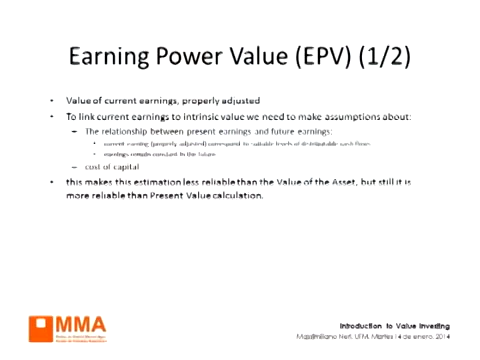 Earning Power Value (EPV) (1/2)
• Value of current earnings, properly adjusted
• To link current earnings to intrinsic value we need to make assumptions about:
– The relationship between present earnings and future earnings:
• current earning (properly adjusted) correspond to sustainable levels of distributable cash flows
• earnings remain constant in the future
– cost of capital
• this makes this estimation less reliable than the Value of the Asset, but still it is
more reliable than Present Value calculation.
MMA
Introduction to Value Investing
Massimiliano Neri, UFM, Martes 14 de enero, 2014